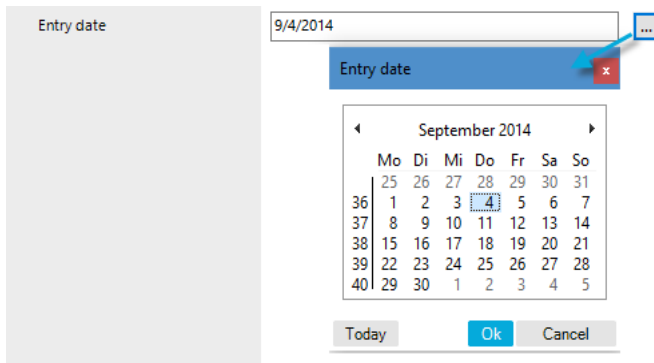 Entry date 9/4/2014 ...
Entry date x
September 2014
Mo Di Mi Do Fr Sa So
25 26 27 28 29 30 31
36 1 2 3 4 5 6 7
37 8 9 10 11 12 13 14
38 15 16 17 18 19 20 21
39 22 23 24 25 26 27 28
40 29 30 1 2 3 4 5
Today Ok Cancel